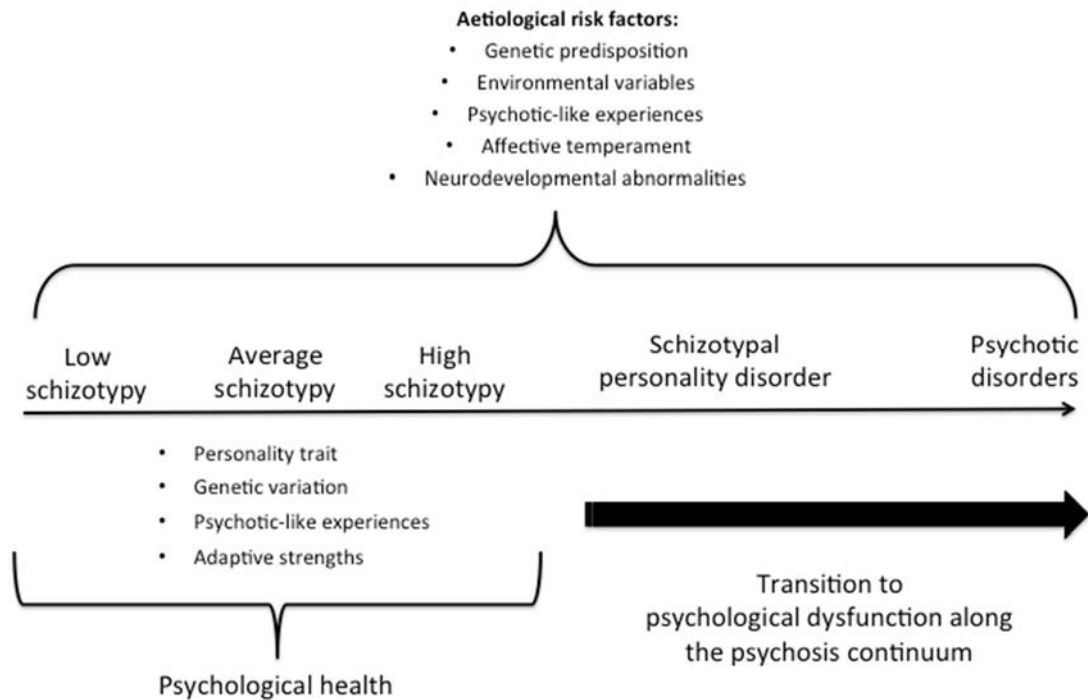 Aetiological risk factors:
• Genetic predisposition
• Environmental variables
• Psychotic-like experiences
• Affective temperament
• Neurodevelopmental abnormalities
Low
schizotypy
Average
schizotypy
High
schizotypy
Schizotypal
personality disorder
Psychotic
disorders
• Personality trait
• Genetic variation
• Psychotic-like experiences
• Adaptive strengths
Psychological health
Transition to
psychological dysfunction along
the psychosis continuum